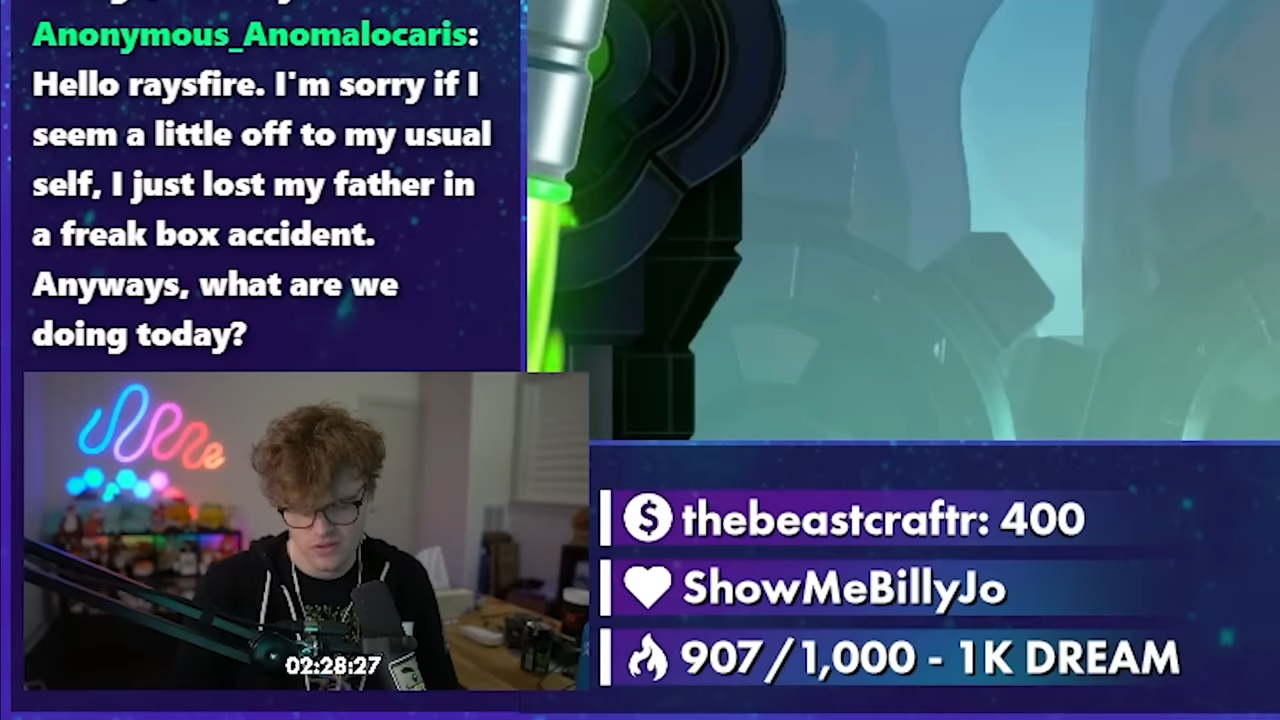 Anonymous_Anomalocaris:
Hello raysfire. I'm sorry if I
seem a little off to my usual
self, I just lost my father in
a freak box accident.
Anyways, what are we
doing today?
02:28:27
$ thebeastcraftr: 400
ShowMeBillyJo
907/1,000 - 1K DREAM